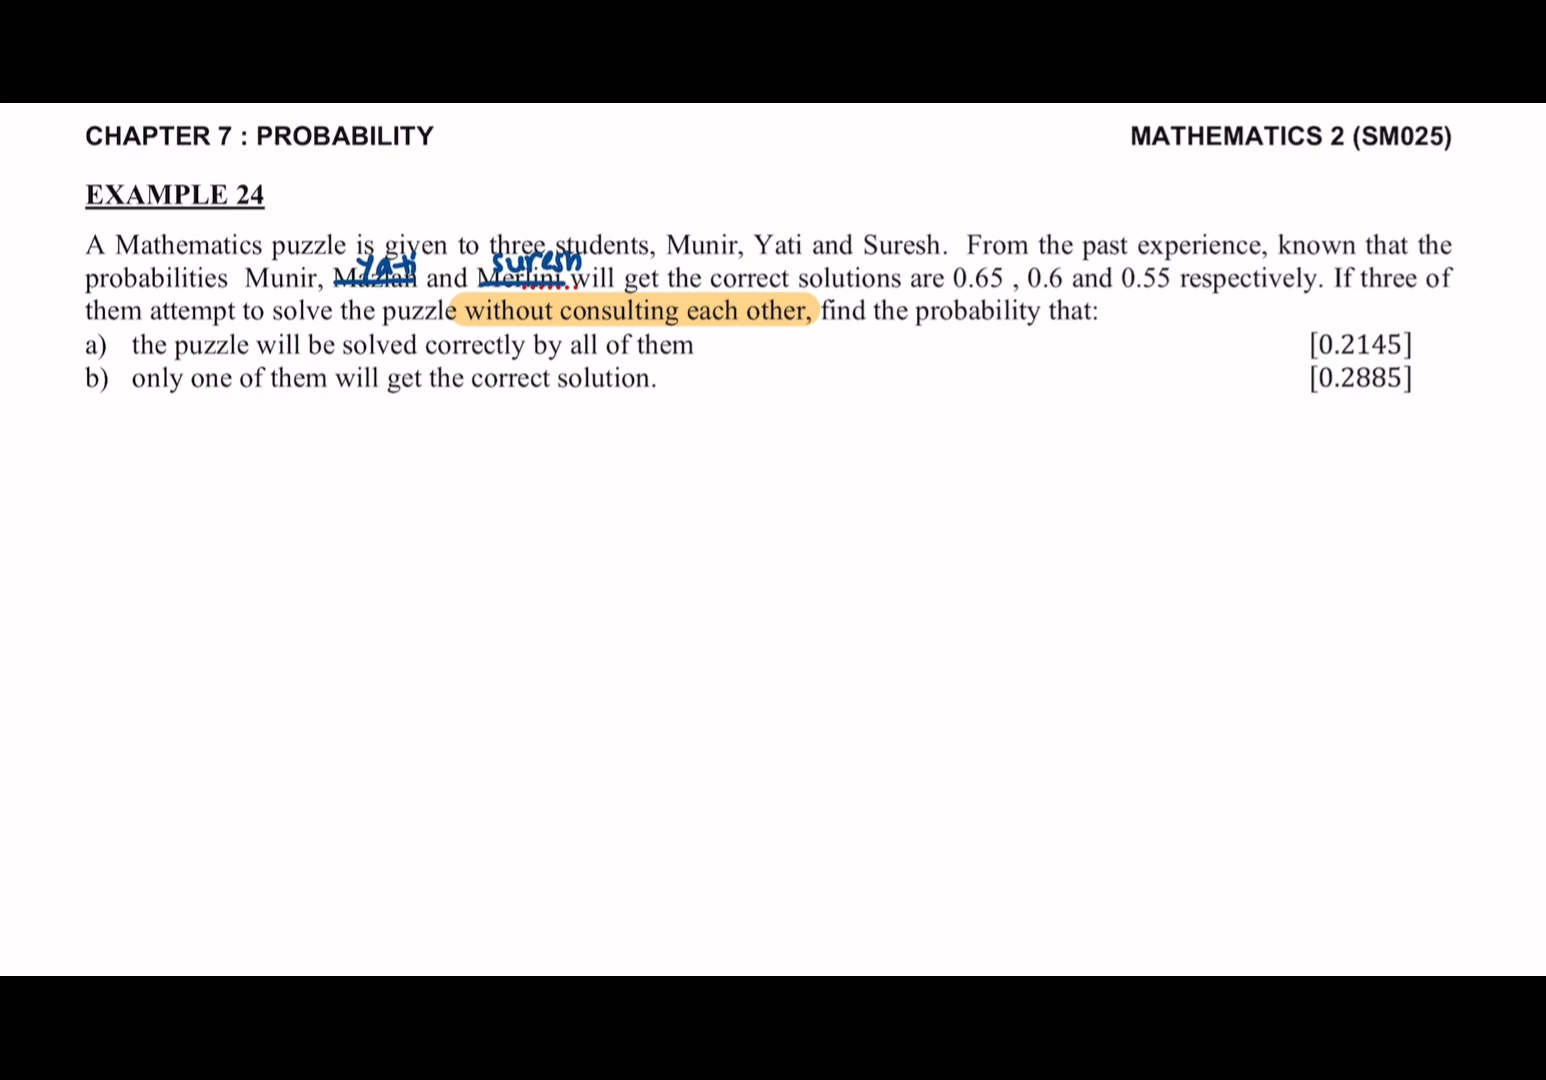 CHAPTER 7 : PROBABILITY MATHEMATICS 2 (SM025)
EXAMPLE 24
A Mathematics puzzle is given to three students, Munir, Yati and Suresh. From the past experience, known that the
Yati suresh
probabilities Munir, Maziah and Merlini will get the correct solutions are 0.65 , 0.6 and 0.55 respectively. If three of
them attempt to solve the puzzle without consulting each other, find the probability that:
a) the puzzle will be solved correctly by all of them [0.2145]
b) only one of them will get the correct solution. [0.2885]